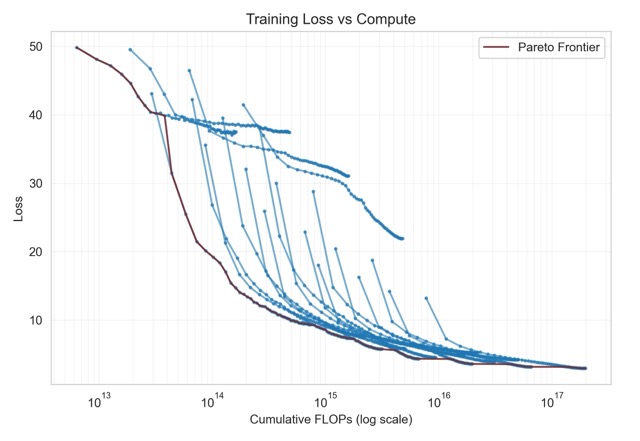 Training Loss vs Compute
Pareto Frontier
50
40
30
20
10
Loss
10^13 10^14 10^15 10^16 10^17
Cumulative FLOPs (log scale)